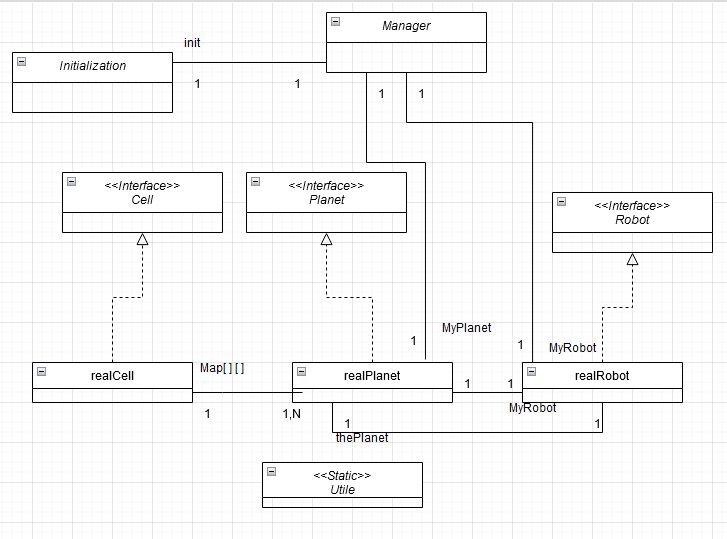 Manager
init
Initialization
1
1
1
1
<<Interface>>
Cell
<<Interface>>
Planet
<<Interface>>
Robot
MyPlanet
1
1
MyRobot
Map[ ] [ ]
realCell
realPlanet
realRobot
1
1
1
1,N
MyRobot
1
1
thePlanet
<<Static>>
Utile